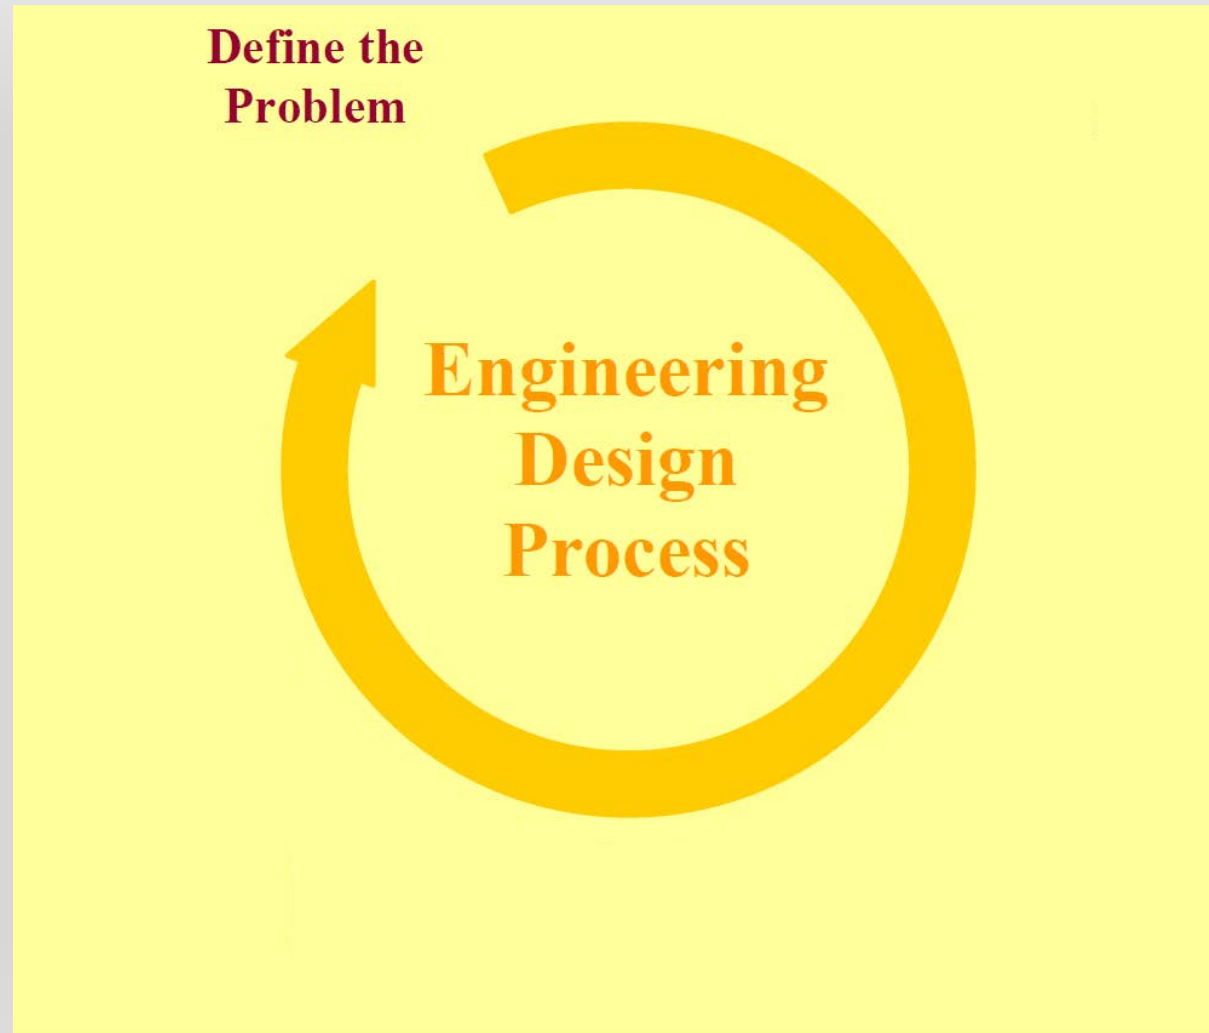 Define the
Problem
Engineering
Design
Process